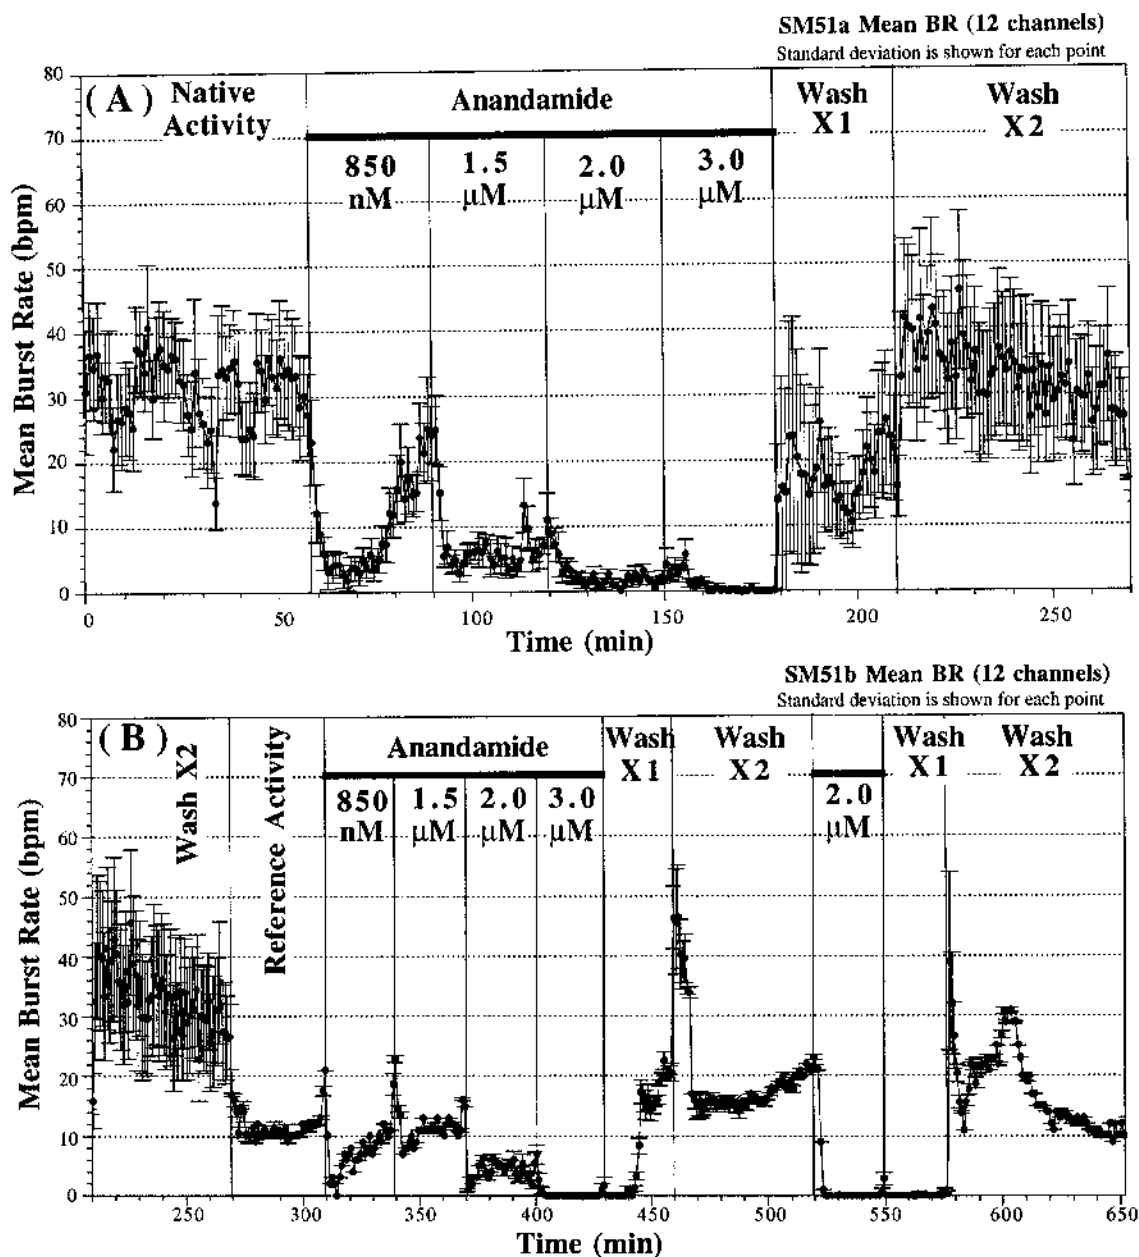 SM51a Mean BR (12 channels)
Standard deviation is shown for each point
(A)
Native
Activity
Anandamide
850
nM
1.5
μM
2.0
μM
3.0
μM
Wash
X1
Wash
X2
Mean Burst Rate (bpm)
80
70
60
50
40
30
20
10
0
0 50 100 150 200 250
Time (min)
SM51b Mean BR (12 channels)
Standard deviation is shown for each point
(B)
Wash X2
Reference Activity
Anandamide
850
nM
1.5
μM
2.0
μM
3.0
μM
Wash
X1
Wash
X2
2.0
μM
Wash
X1
Wash
X2
Mean Burst Rate (bpm)
80
70
60
50
40
30
20
10
0
250 300 350 400 450 500 550 600 650
Time (min)